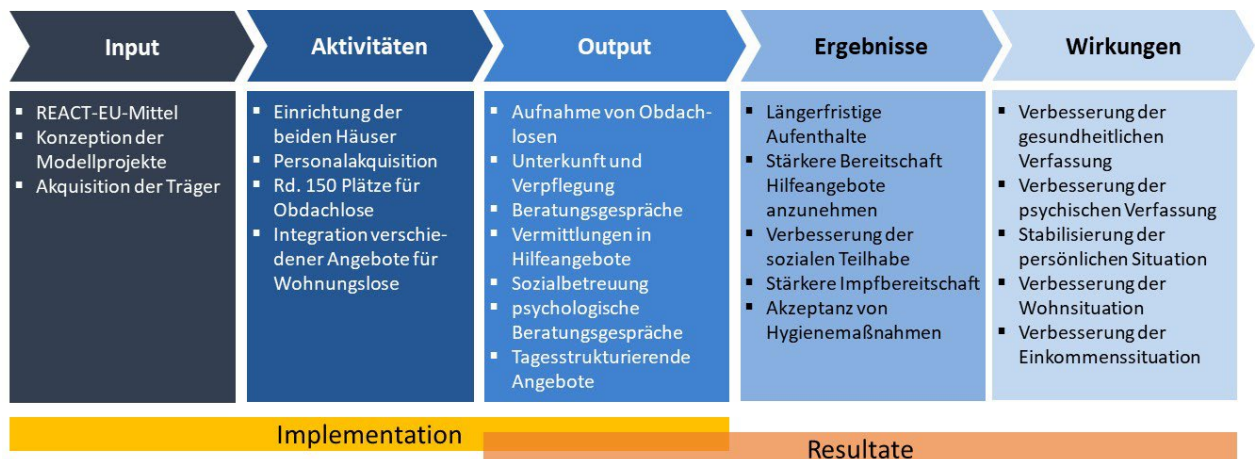 Input
REACT-EU-Mittel
Konzeption der
Modellprojekte
Akquisition der Träger
Aktivitäten
Einrichtung der
beiden Häuser
Personalakquisition
Rd. 150 Plätze für
Obdachlose
Integration verschie-
dener Angebote für
Wohnungslose
Output
Aufnahme von Obdach-
losen
Unterkunft und
Verpflegung
Beratungsgespräche
Vermittlungen in
Hilfeangebote
Sozialbetreuung
psychologische
Beratungsgespräche
Tagesstrukturierende
Angebote
Ergebnisse
Längerfristige
Aufenthalte
Stärkere Bereitschaft
Hilfeangebote
anzunehmen
Verbesserung der
sozialen Teilhabe
Stärkere Impfbereitschaft
Akzeptanz von
Hygienemaßnahmen
Wirkungen
Verbesserung der
gesundheitlichen
Verfassung
Verbesserung der
psychischen Verfassung
Stabilisierung der
persönlichen Situation
Verbesserung der
Wohnsituation
Verbesserung der
Einkommenssituation
Implementation
Resultate